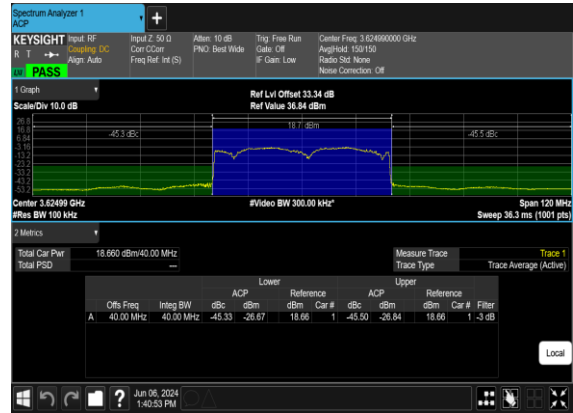 Spectrum Analyzer 1
ACP
KEYSIGHT Input: RF Input Z: 50 Ω Atten: 10 dB Trig: Free Run Center Freq: 3.624990000 GHz
R T Coupling: DC Corr CCorr PNO: Best Wide Gate: Off Avg|Hold: 150/150
Align: Auto Freq Ref: Int (S) IF Gain: Low Radio Std: None
LW PASS Noise Correction: Off
1 Graph Ref Lvl Offset 33.34 dB
Scale/Div 10.0 dB Ref Value 36.84 dBm
26.8
16.8 18.7 dBm
6.84 -45.3 dBc -45.5 dBc
-3.16
-13.2
-23.2
-33.2
-43.2
-53.2
Center 3.62499 GHz #Video BW 300.00 kHz* Span 120 MHz
#Res BW 100 kHz Sweep 36.3 ms (1001 pts)
2 Metrics
Total Car Pwr 18.660 dBm/40.00 MHz Measure Trace Trace 1
Total PSD --- Trace Type Trace Average (Active)
Lower Upper
ACP Reference ACP Reference
Offs Freq Integ BW dBc dBm dBm Car # dBc dBm dBm Car # Filter
A 40.00 MHz 40.00 MHz -45.33 -26.67 18.66 1 -45.50 -26.84 18.66 1 -3 dB
Local
?
Jun 06, 2024
1:40:53 PM